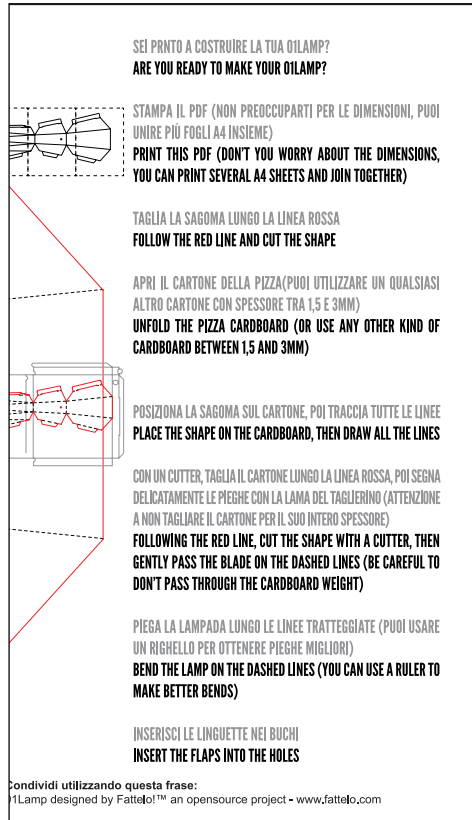 SEI PRNTO A COSTRUIRE LA TUA 01LAMP?
ARE YOU READY TO MAKE YOUR 01LAMP?
STAMPA IL PDF (NON PREOCCUPARTI PER LE DIMENSIONI, PUOI
UNIRE PIÙ FOGLI A4 INSIEME)
PRINT THIS PDF (DON'T YOU WORRY ABOUT THE DIMENSIONS,
YOU CAN PRINT SEVERAL A4 SHEETS AND JOIN TOGETHER)
TAGLIA LA SAGOMA LUNGO LA LINEA ROSSA
FOLLOW THE RED LINE AND CUT THE SHAPE
APRI IL CARTONE DELLA PIZZA(PUOI UTILIZZARE UN QUALSIASI
ALTRO CARTONE CON SPESSORE TRA 1,5 E 3MM)
UNFOLD THE PIZZA CARDBOARD (OR USE ANY OTHER KIND OF
CARDBOARD BETWEEN 1,5 AND 3MM)
POSIZIONA LA SAGOMA SUL CARTONE, POI TRACCIA TUTTE LE LINEE
PLACE THE SHAPE ON THE CARDBOARD, THEN DRAW ALL THE LINES
CON UN CUTTER, TAGLIA IL CARTONE LUNGO LA LINEA ROSSA, POI SEGNA
DELICATAMENTE LE PIEGHE CON LA LAMA DEL TAGLIERINO (ATTENZIONE
A NON TAGLIARE IL CARTONE PER IL SUO INTERO SPESSORE)
FOLLOWING THE RED LINE, CUT THE SHAPE WITH A CUTTER, THEN
GENTLY PASS THE BLADE ON THE DASHED LINES (BE CAREFUL TO
DON'T PASS THROUGH THE CARDBOARD WEIGHT)
PIEGA LA LAMPADA LUNGO LE LINEE TRATTEGGIATE (PUOI USARE
UN RIGHELLO PER OTTENERE PIEGHE MIGLIORI)
BEND THE LAMP ON THE DASHED LINES (YOU CAN USE A RULER TO
MAKE BETTER BENDS)
INSERISCI LE LINGUETTE NEI BUCHI
INSERT THE FLAPS INTO THE HOLES
Condividi utilizzando questa frase:
01Lamp designed by Fattelo!™ an opensource project - www.fattelo.com